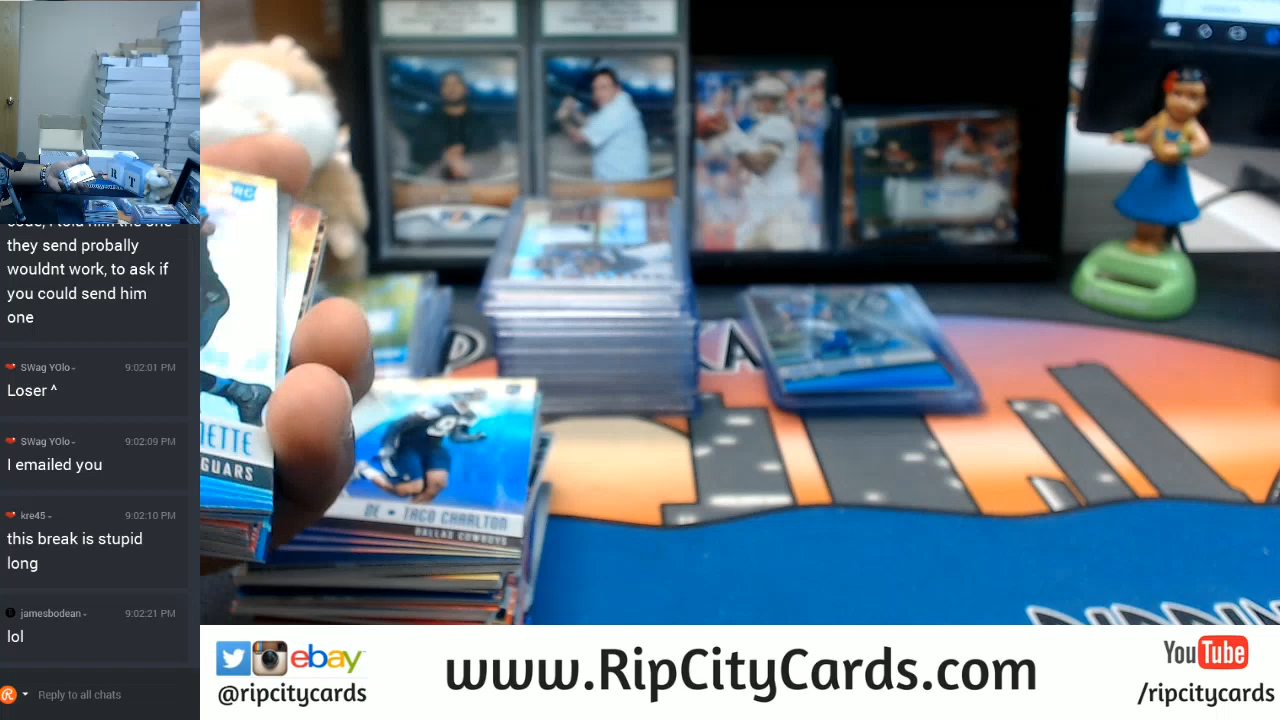 code, I told him the one
they send probally
wouldnt work, to ask if
you could send him
one
SWag YOlo
9:02:01 PM
Loser ^
SWag YOlo
9:02:09 PM
I emailed you
kre45
9:02:10 PM
this break is stupid
long
jamesbodean
9:02:21 PM
lol
Reply to all chats
RC
ETTE
GUARS
DE • TACO CHARLTON
DALLAS COWBOYS
R T
ebay
@ripcitycards
www.RipCityCards.com
YouTube
/ripcitycards